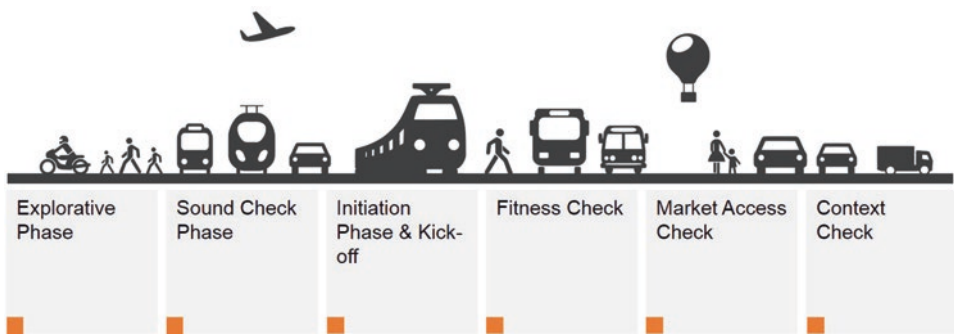 Explorative
Phase
Sound Check
Phase
Initiation
Phase & Kick-
off
Fitness Check
Market Access
Check
Context
Check